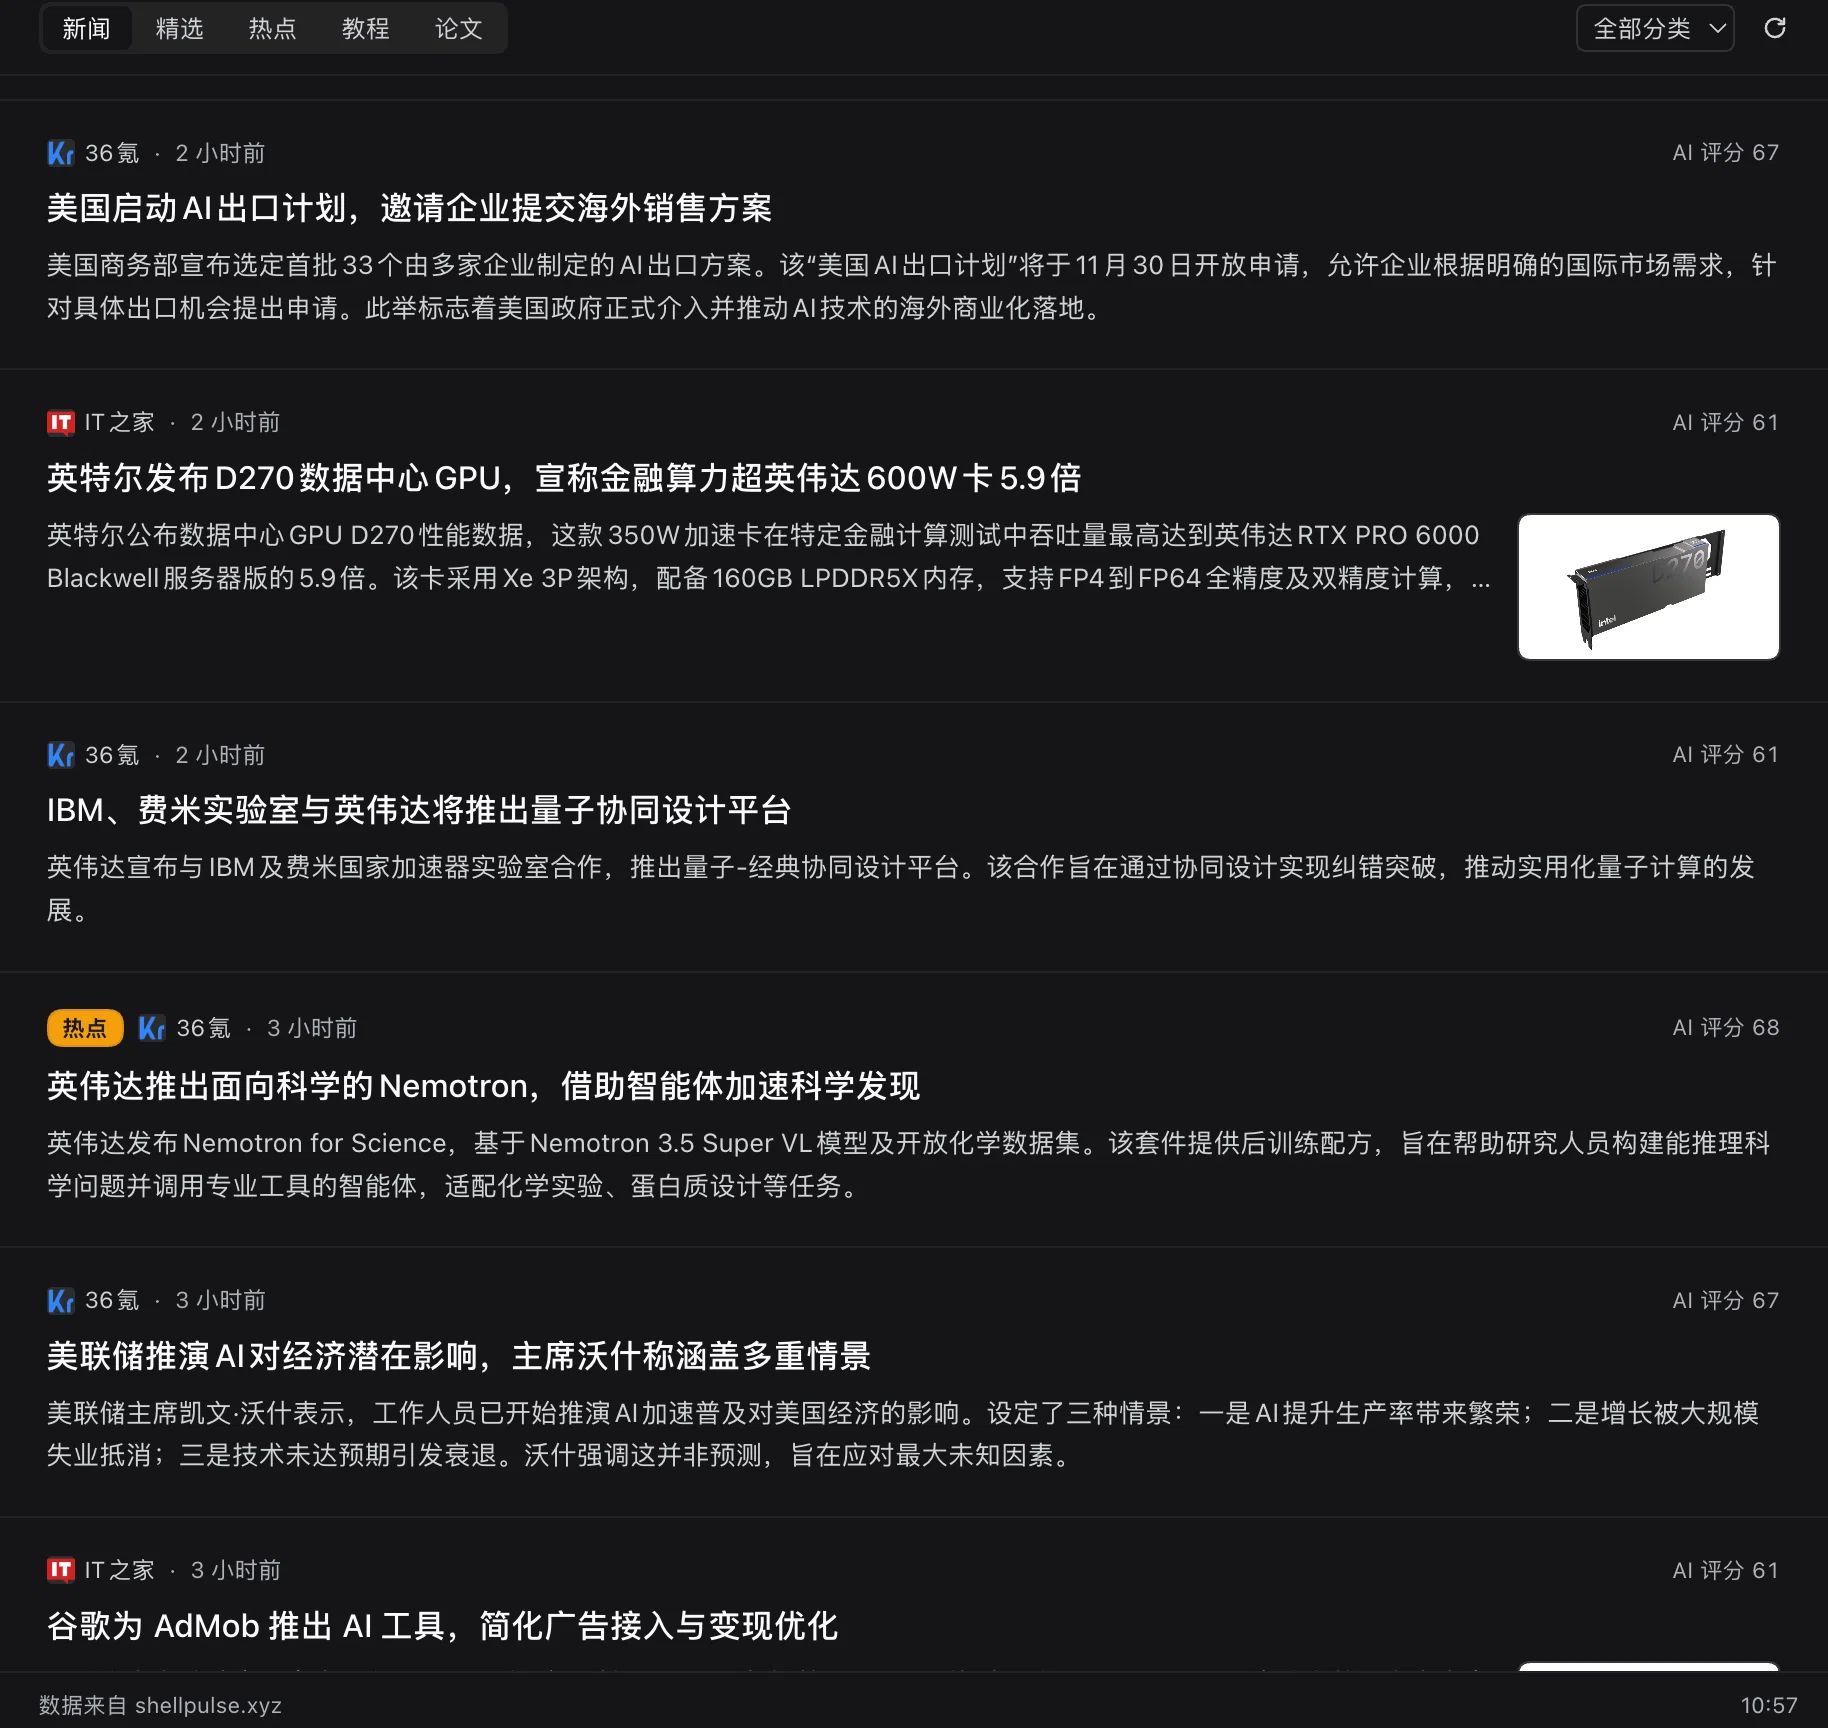 新闻 精选 热点 教程 论文 全部分类
Kr 36氪 · 2 小时前 AI 评分 67
美国启动AI出口计划，邀请企业提交海外销售方案
美国商务部宣布选定首批33个由多家企业制定的AI出口方案。该“美国AI出口计划”将于11月30日开放申请，允许企业根据明确的国际市场需求，针
对具体出口机会提出申请。此举标志着美国政府正式介入并推动AI技术的海外商业化落地。
IT IT之家 · 2 小时前 AI 评分 61
英特尔发布D270数据中心GPU，宣称金融算力超英伟达600W卡5.9倍
英特尔公布数据中心GPU D270性能数据，这款350W加速卡在特定金融计算测试中吞吐量最高达到英伟达RTX PRO 6000
Blackwell服务器版的5.9倍。该卡采用Xe 3P架构，配备160GB LPDDR5X内存，支持FP4到FP64全精度及双精度计算，...
D270
intel
Kr 36氪 · 2 小时前 AI 评分 61
IBM、费米实验室与英伟达将推出量子协同设计平台
英伟达宣布与IBM及费米国家加速器实验室合作，推出量子-经典协同设计平台。该合作旨在通过协同设计实现纠错突破，推动实用化量子计算的发
展。
热点 Kr 36氪 · 3 小时前 AI 评分 68
英伟达推出面向科学的Nemotron，借助智能体加速科学发现
英伟达发布Nemotron for Science，基于Nemotron 3.5 Super VL模型及开放化学数据集。该套件提供后训练配方，旨在帮助研究人员构建能推理科
学问题并调用专业工具的智能体，适配化学实验、蛋白质设计等任务。
Kr 36氪 · 3 小时前 AI 评分 67
美联储推演AI对经济潜在影响，主席沃什称涵盖多重情景
美联储主席凯文·沃什表示，工作人员已开始推演AI加速普及对美国经济的影响。设定了三种情景：一是AI提升生产率带来繁荣；二是增长被大规模
失业抵消；三是技术未达预期引发衰退。沃什强调这并非预测，旨在应对最大未知因素。
IT IT之家 · 3 小时前 AI 评分 61
谷歌为 AdMob 推出 AI 工具，简化广告接入与变现优化
数据来自 shellpulse.xyz 10:57